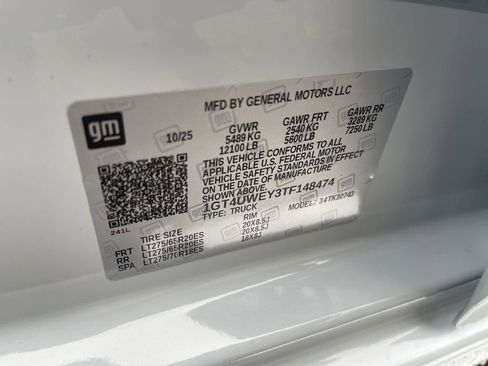 gm
MFD BY GENERAL MOTORS LLC
10/25 GVWR GAWR FRT GAWR RR
5489 KG 2540 KG 3289 KG
12100 LB 5600 LB 7250 LB
THIS VEHICLE CONFORMS TO ALL
APPLICABLE U.S. FEDERAL MOTOR
VEHICLE SAFETY STANDARDS IN
EFFECT ON THE DATE OF MANUFACTURE
SHOWN ABOVE.
1GT4UWEY3TF148474
TYPE: TRUCK MODEL: 34TK30743
241L
TIRE SIZE RIM
FRT LT275/65R20ES 20X8.5J
RR LT275/65R20ES 20X8.5J
SPA LT275/70R18ES 18X8J